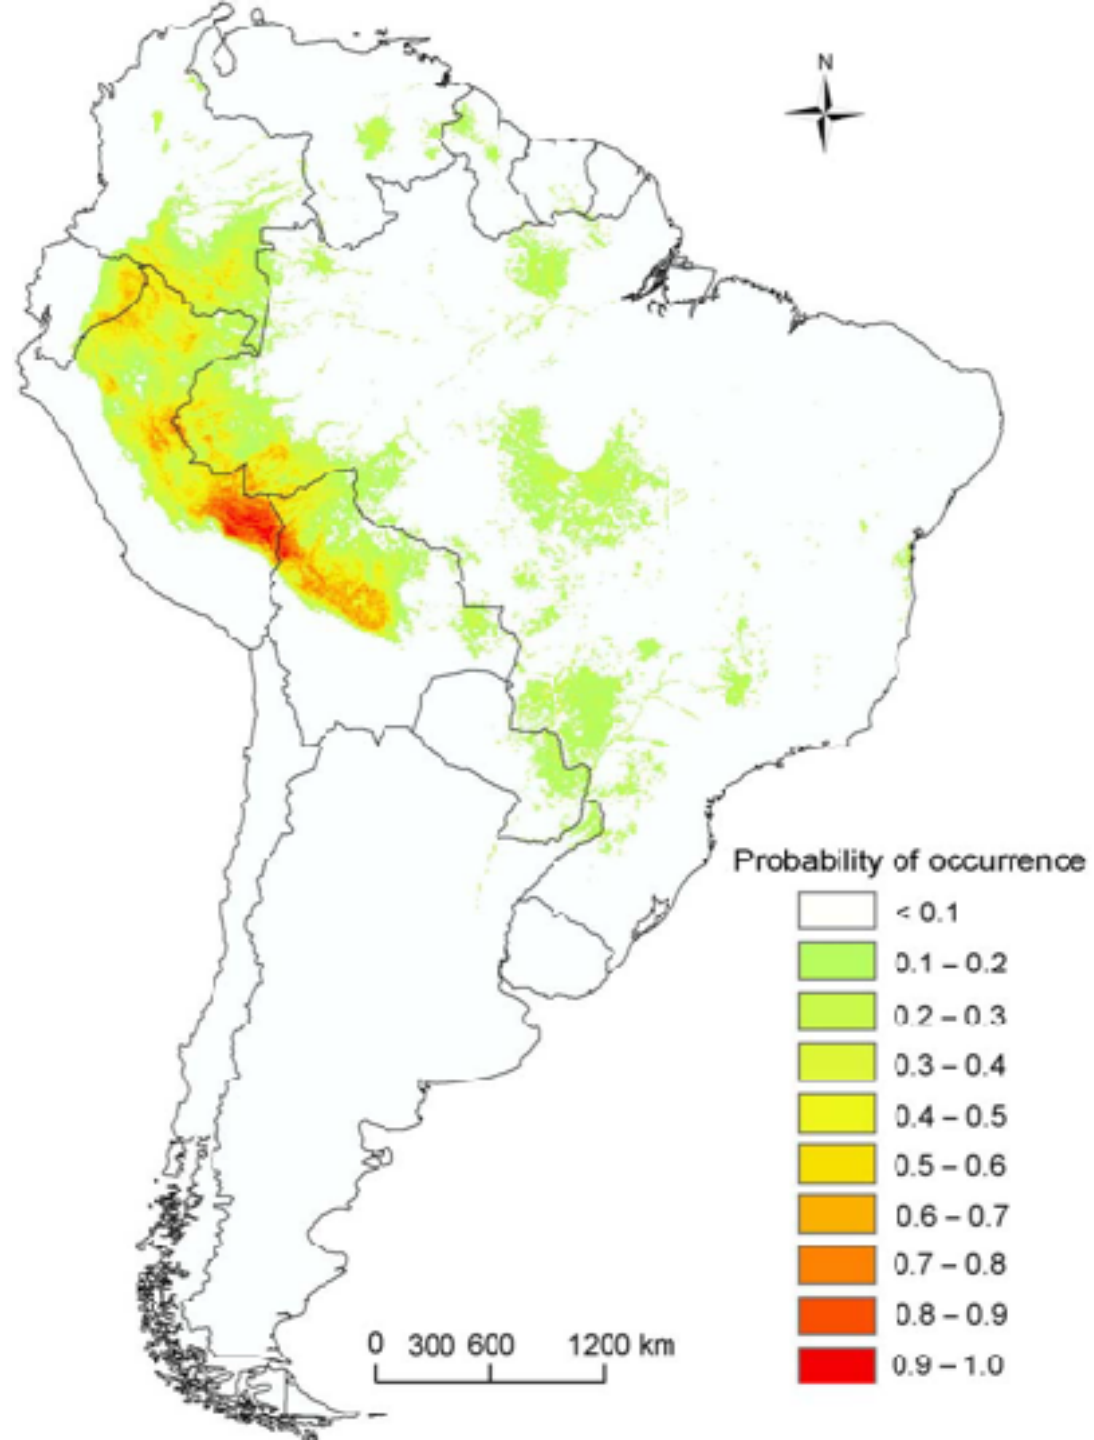 N
Probability of occurrence
< 0.1
0.1 – 0.2
0.2 – 0.3
0.3 – 0.4
0.4 – 0.5
0.5 – 0.6
0.6 – 0.7
0.7 – 0.8
0.8 – 0.9
0.9 – 1.0
0 300 600 1200 km